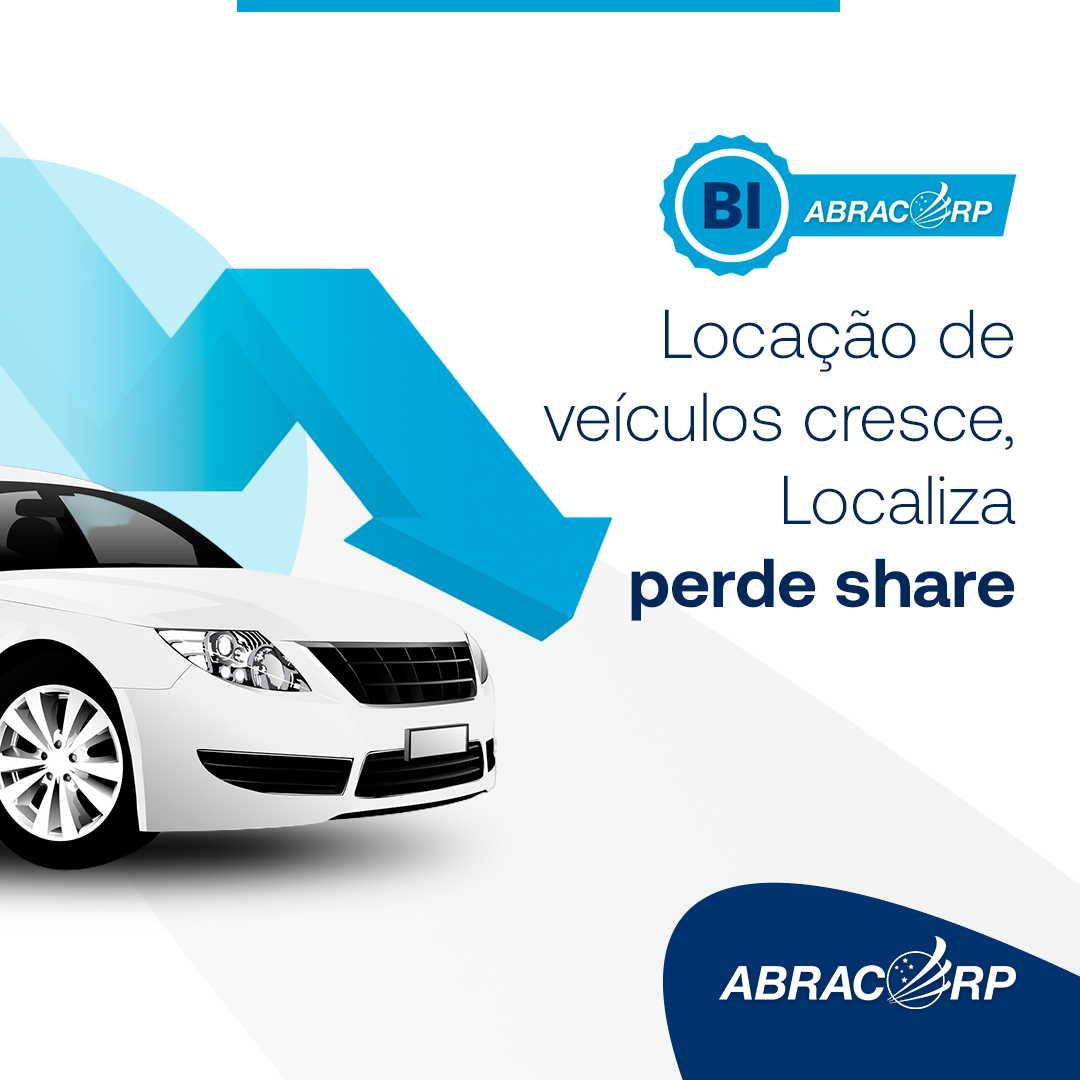 BI
ABRACORP
Locação de
veículos cresce,
Localiza
perde share
ABRACORP